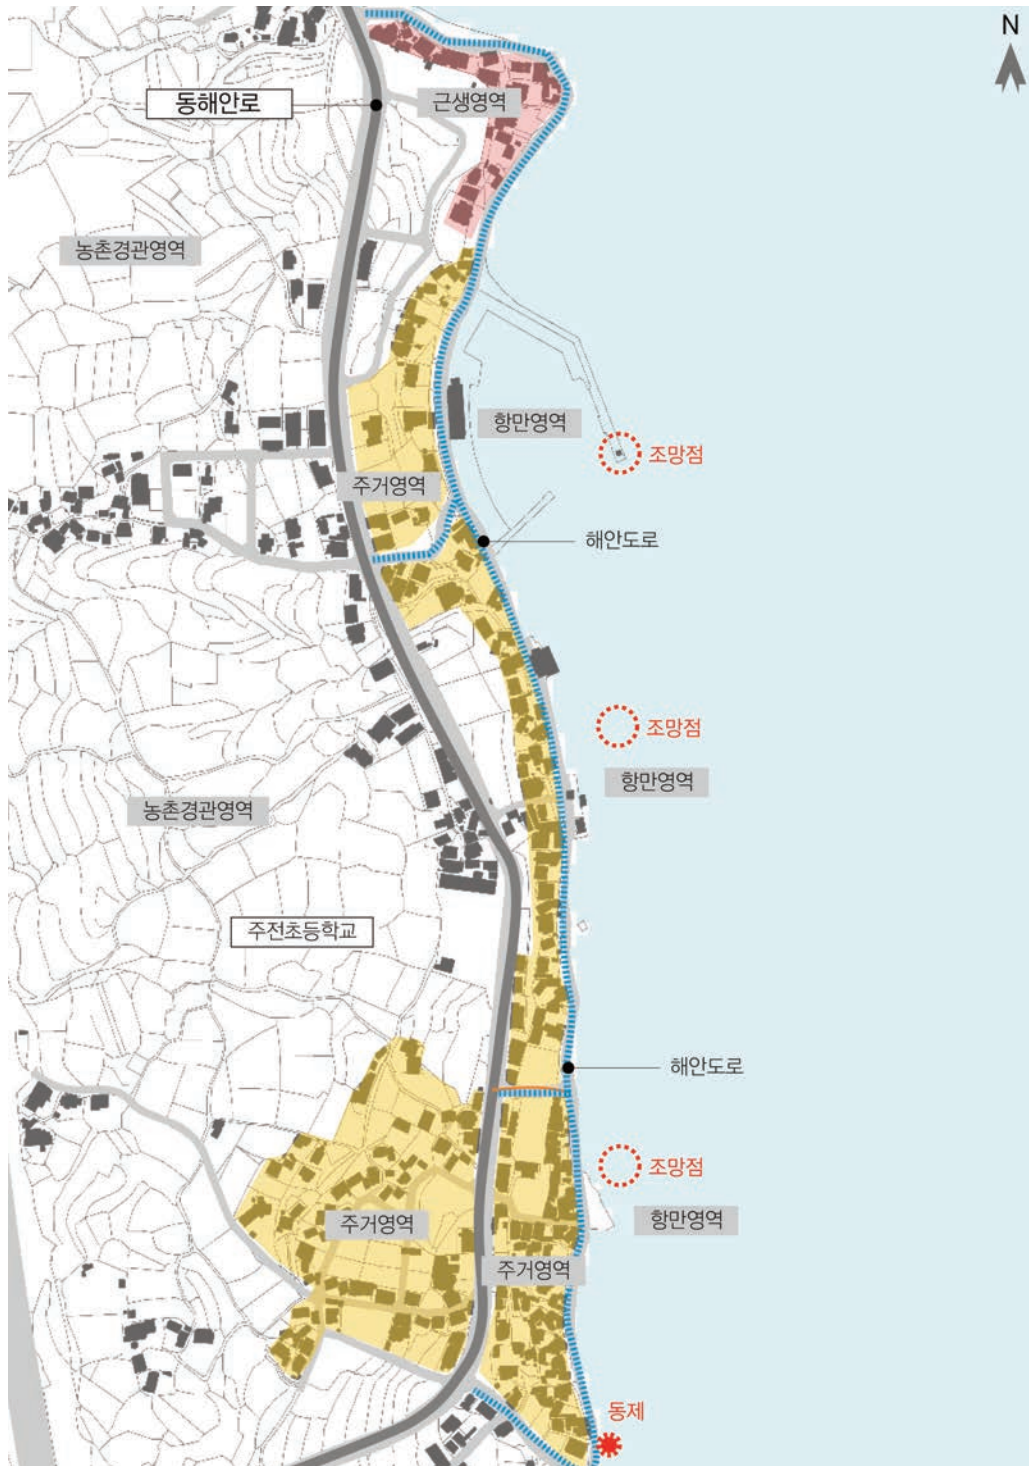 N
동해안로
근생영역
농촌경관영역
항만영역
조망점
주거영역
해안도로
조망점
항만영역
농촌경관영역
주전초등학교
해안도로
조망점
주거영역
항만영역
주거영역
동제